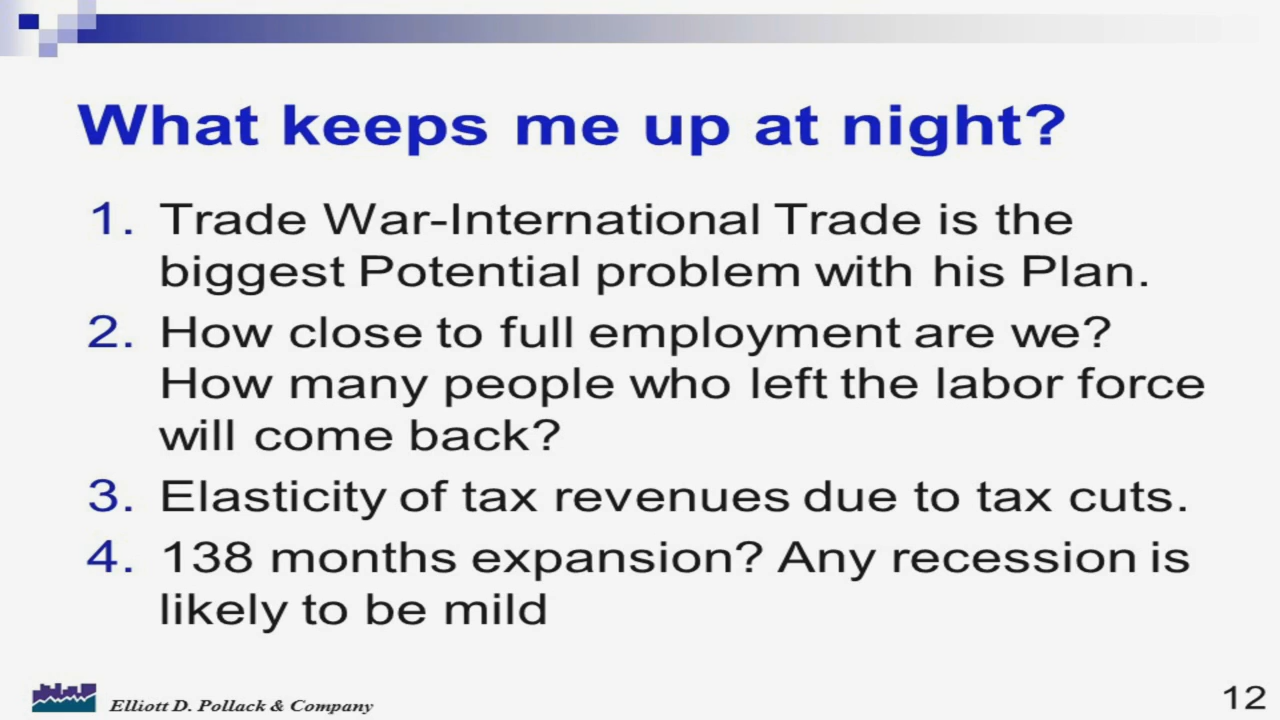 What keeps me up at night?
1. Trade War-International Trade is the
biggest Potential problem with his Plan.
2. How close to full employment are we?
How many people who left the labor force
will come back?
3. Elasticity of tax revenues due to tax cuts.
4. 138 months expansion? Any recession is
likely to be mild
Elliott D. Pollack & Company
12